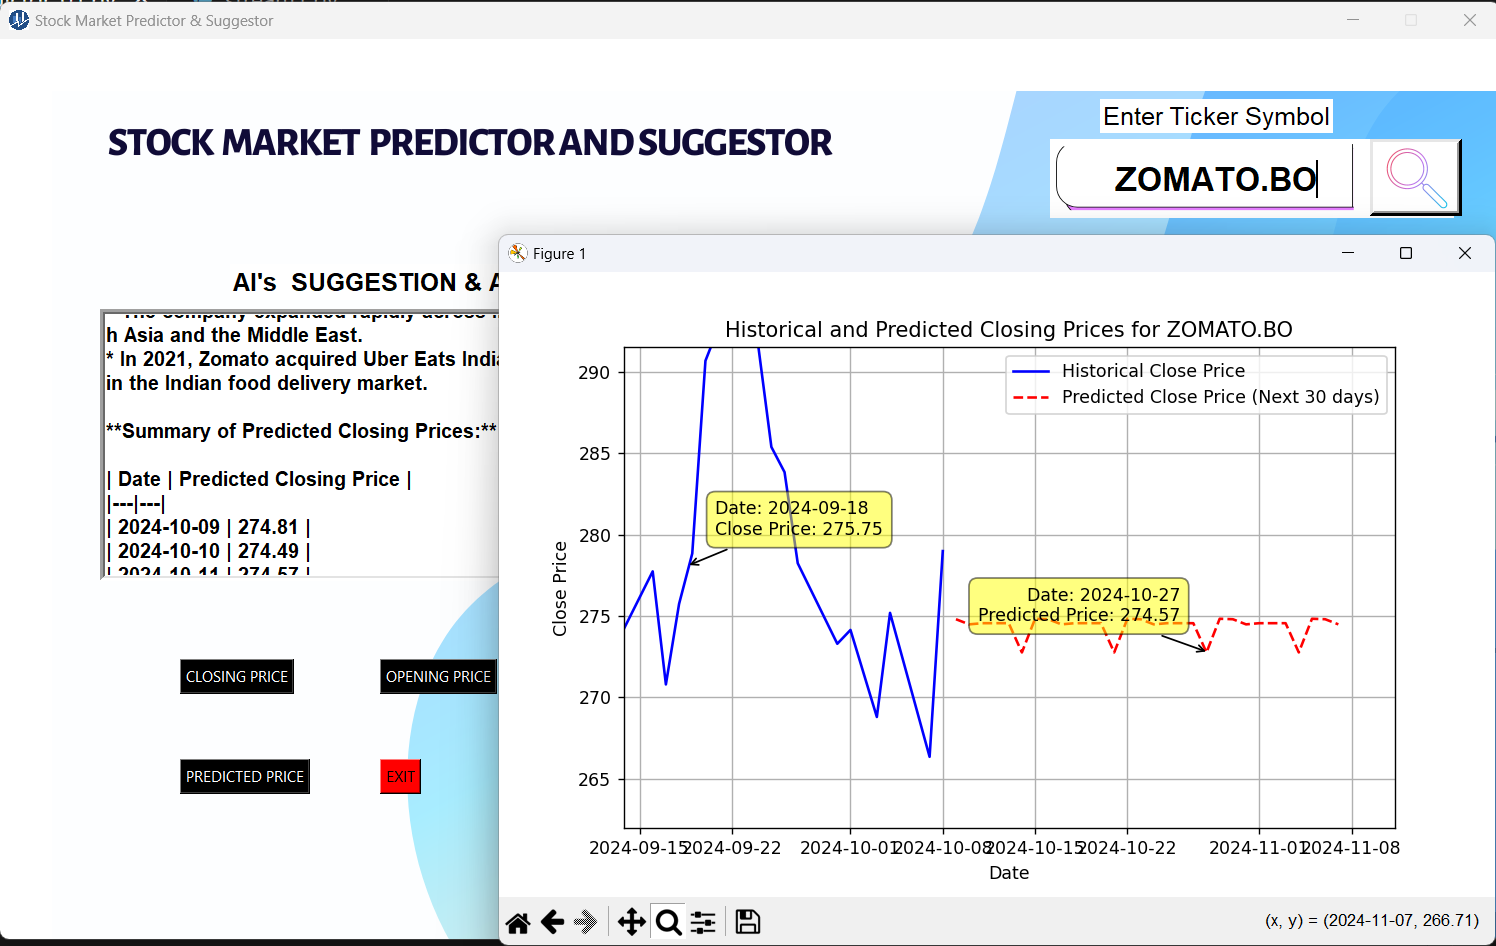 Stock Market Predictor & Suggestor
STOCK MARKET PREDICTOR AND SUGGESTOR
Enter Ticker Symbol
ZOMATO.BO
AI's SUGGESTION & A
h Asia and the Middle East.
* In 2021, Zomato acquired Uber Eats Indi
in the Indian food delivery market.
**Summary of Predicted Closing Prices:**
| Date | Predicted Closing Price |
|---|---|
| 2024-10-09 | 274.81 |
| 2024-10-10 | 274.49 |
| 2024-10-11 | 274.57 |
CLOSING PRICE
OPENING PRICE
PREDICTED PRICE
EXIT
Figure 1
Historical and Predicted Closing Prices for ZOMATO.BO
Historical Close Price
Predicted Close Price (Next 30 days)
290
285
280
275
270
265
Close Price
Date: 2024-09-18
Close Price: 275.75
Date: 2024-10-27
Predicted Price: 274.57
2024-09-15
2024-09-22
2024-10-01
2024-10-08
2024-10-15
2024-10-22
2024-11-01
2024-11-08
Date
(x, y) = (2024-11-07, 266.71)